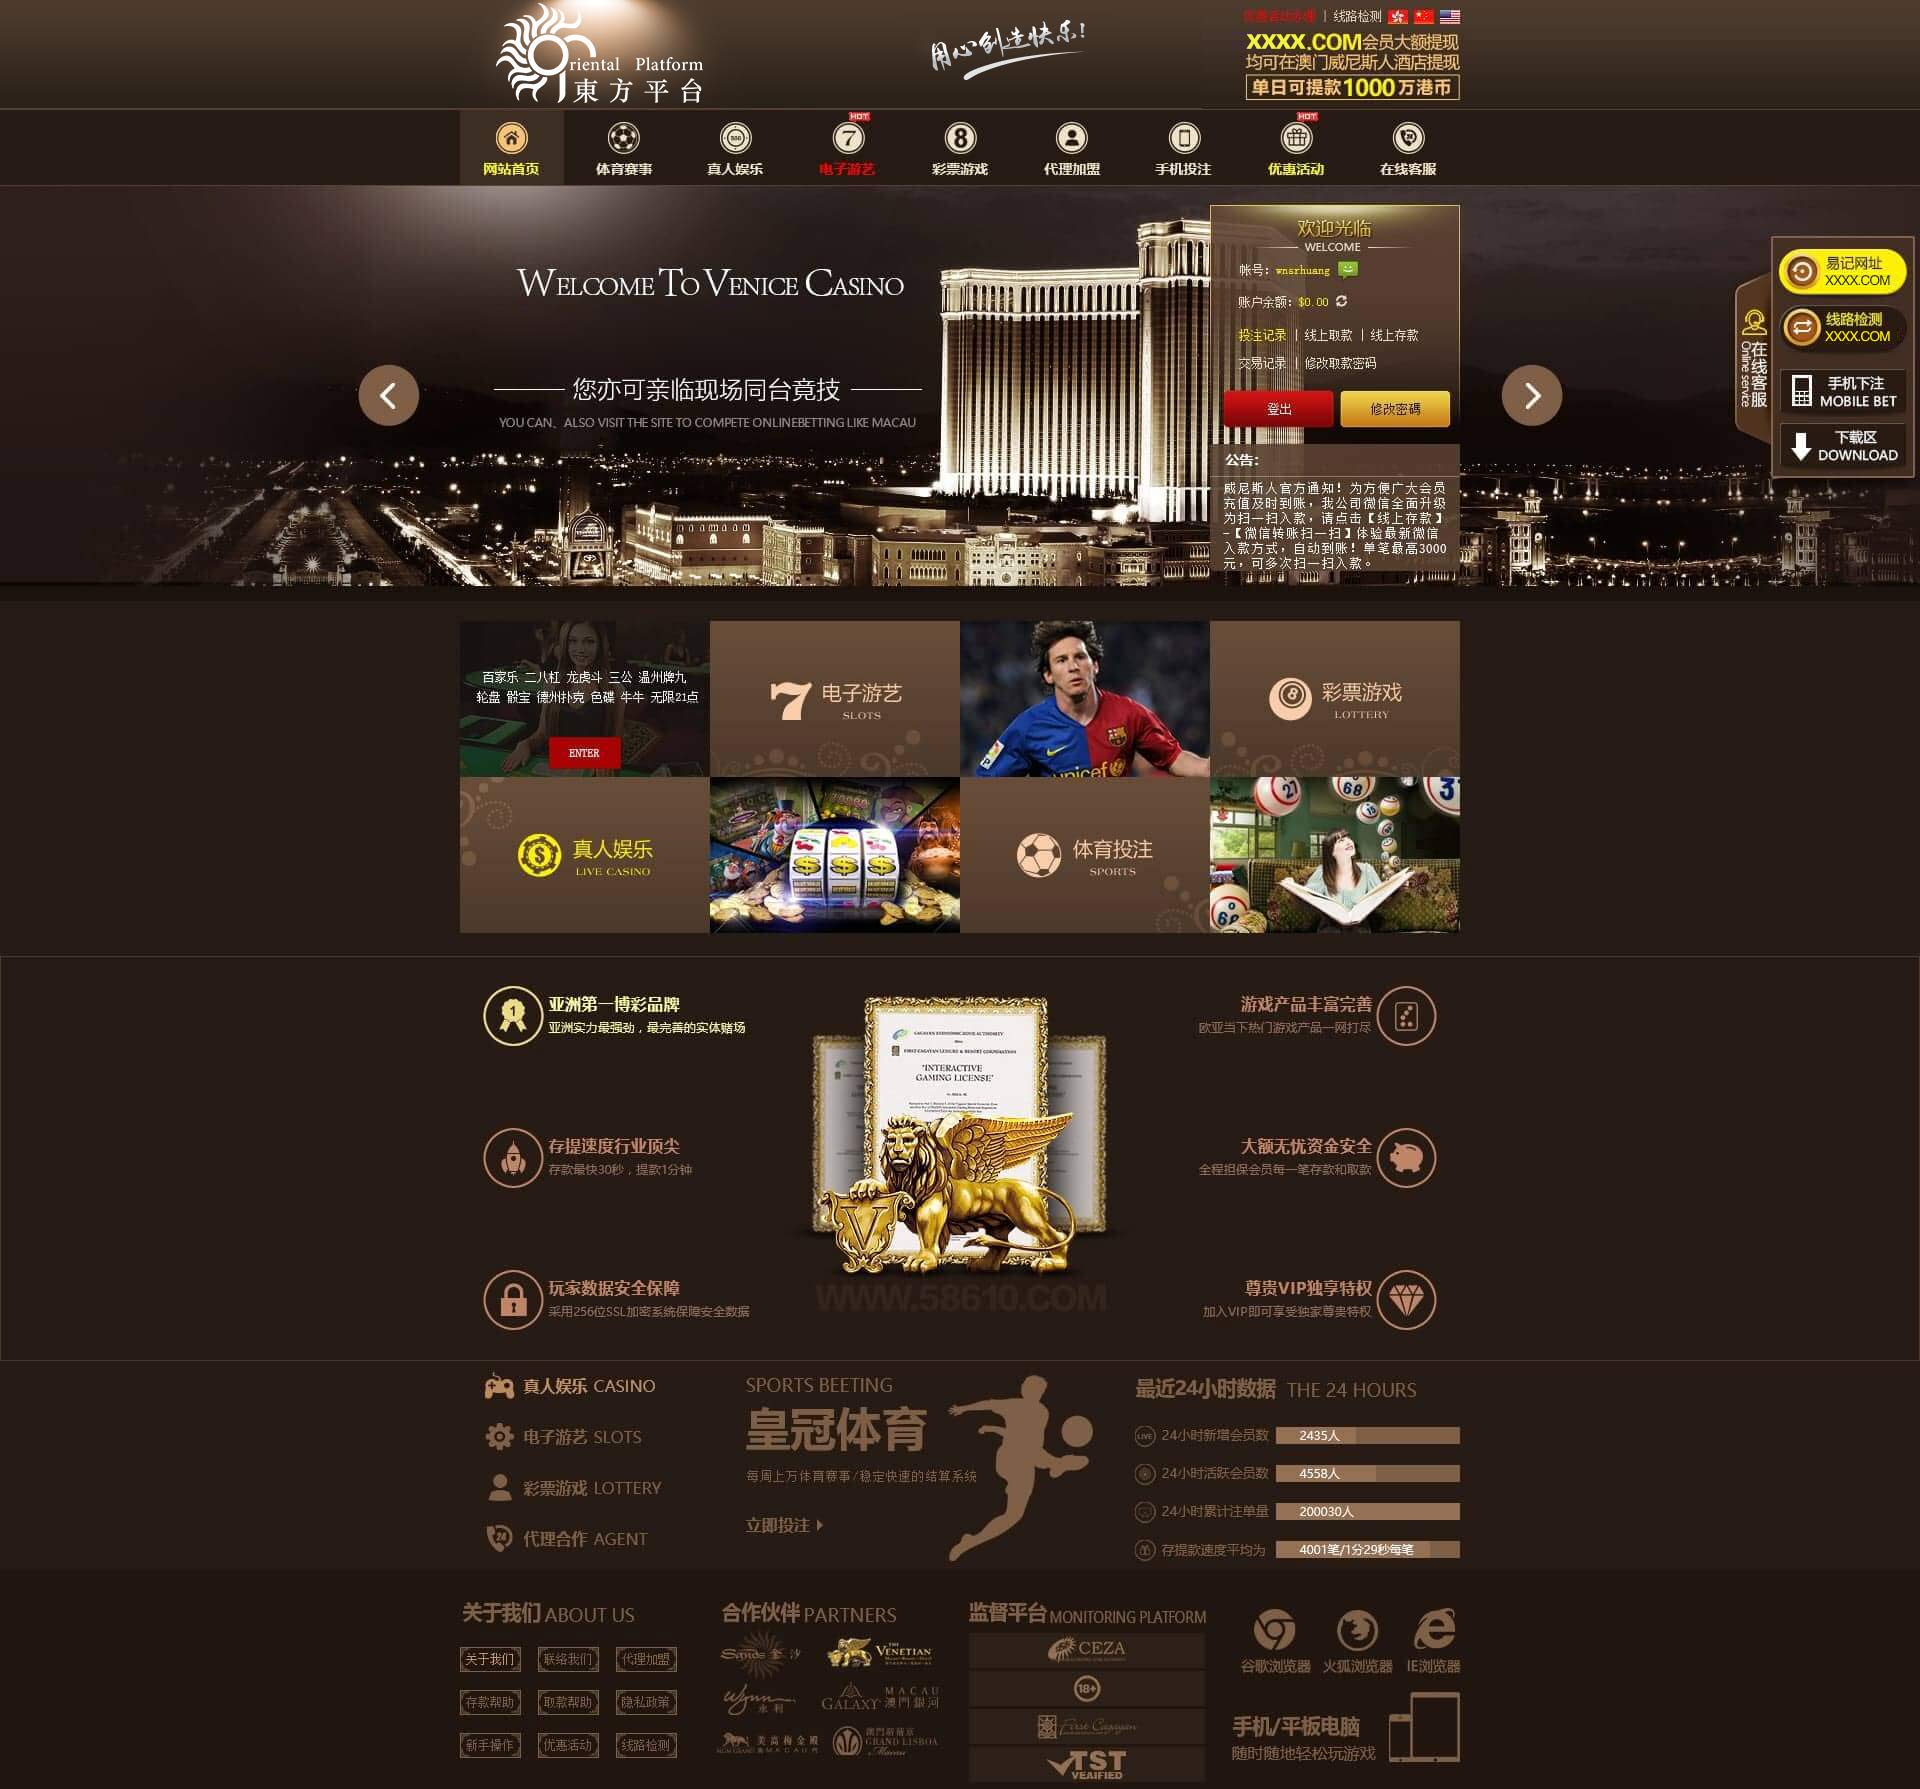 线路检测
Oriental Platform
東方平台
用心创造快乐!
XXXX.COM会员大额提现
均可在澳门威尼斯人酒店提现
单日可提款1000万港币
HOT
HOT
网站首页
体育赛事
真人娱乐
电子游艺
彩票游戏
代理加盟
手机投注
优惠活动
在线客服
WELCOME TO VENICE CASINO
您亦可亲临现场同台竟技
YOU CAN、ALSO VISIT THE SITE TO COMPETE ONLINEBETTING LIKE MACAU
欢迎光临
WELCOME
帐号: wnsrhuang
账户余额: $0.00
投注记录 | 线上取款 | 线上存款
交易记录 | 修改取款密码
登出
修改密碼
公告:
威尼斯人官方通知！为方便广大会员
充值及时到账，我公司微信全面升级
为扫一扫入款，请点击【线上存款】
-【微信转账扫一扫】体验最新微信
入款方式，自动到账！单笔最高3000
元，可多次扫一扫入款。
在线客服
Online service
易记网址
XXXX.COM
线路检测
XXXX.COM
手机下注
MOBILE BET
下载区
DOWNLOAD
百家乐 二八杠 龙虎斗 三公 温州牌九
轮盘 骰宝 德州扑克 色碟 牛牛 无限21点
ENTER
7 电子游艺
SLOTS
unicef
8 彩票游戏
LOTTERY
真人娱乐
LIVE CASINO
体育投注
SPORTS
亚洲第一博彩品牌
亚洲实力最强劲，最完善的实体赌场
存提速度行业顶尖
存款最快30秒，提款1分钟
玩家数据安全保障
采用256位SSL加密系统保障安全数据
CAGAYAN ECONOMIC ZONE AUTHORITY
FIRST CAGAYAN LEISURE & RESORT CORPORATION
"INTERACTIVE
GAMING LICENSE"
V
WWW.58610.COM
游戏产品丰富完善
欧亚当下热门游戏产品一网打尽
大额无忧资金安全
全程担保会员每一笔存款和取款
尊贵VIP独享特权
加入VIP即可享受独家尊贵特权
真人娱乐 CASINO
电子游艺 SLOTS
彩票游戏 LOTTERY
代理合作 AGENT
SPORTS BEETING
皇冠体育
每周上万体育赛事/稳定快速的结算系统
立即投注
最近24小时数据 THE 24 HOURS
24小时新增会员数 2435人
24小时活跃会员数 4558人
24小时累计注单量 200030人
存提款速度平均为 4001笔/1分29秒每笔
关于我们 ABOUT US
关于我们
联络我们
代理加盟
存款帮助
取款帮助
隐私政策
新手操作
优惠活动
线路检测
合作伙伴 PARTNERS
Sands 金沙
THE VENETIAN
Wynn 永利
GALAXY MACAU 澳門銀河
MGM GRAND 美高梅金殿 MACAU
澳門葡葡京 GRAND LISBOA Macau
监督平台 MONITORING PLATFORM
CEZA
18+
First Cagayan
TST
VEAIFIED
谷歌浏览器
火狐浏览器
IE浏览器
手机/平板电脑
随时随地轻松玩游戏